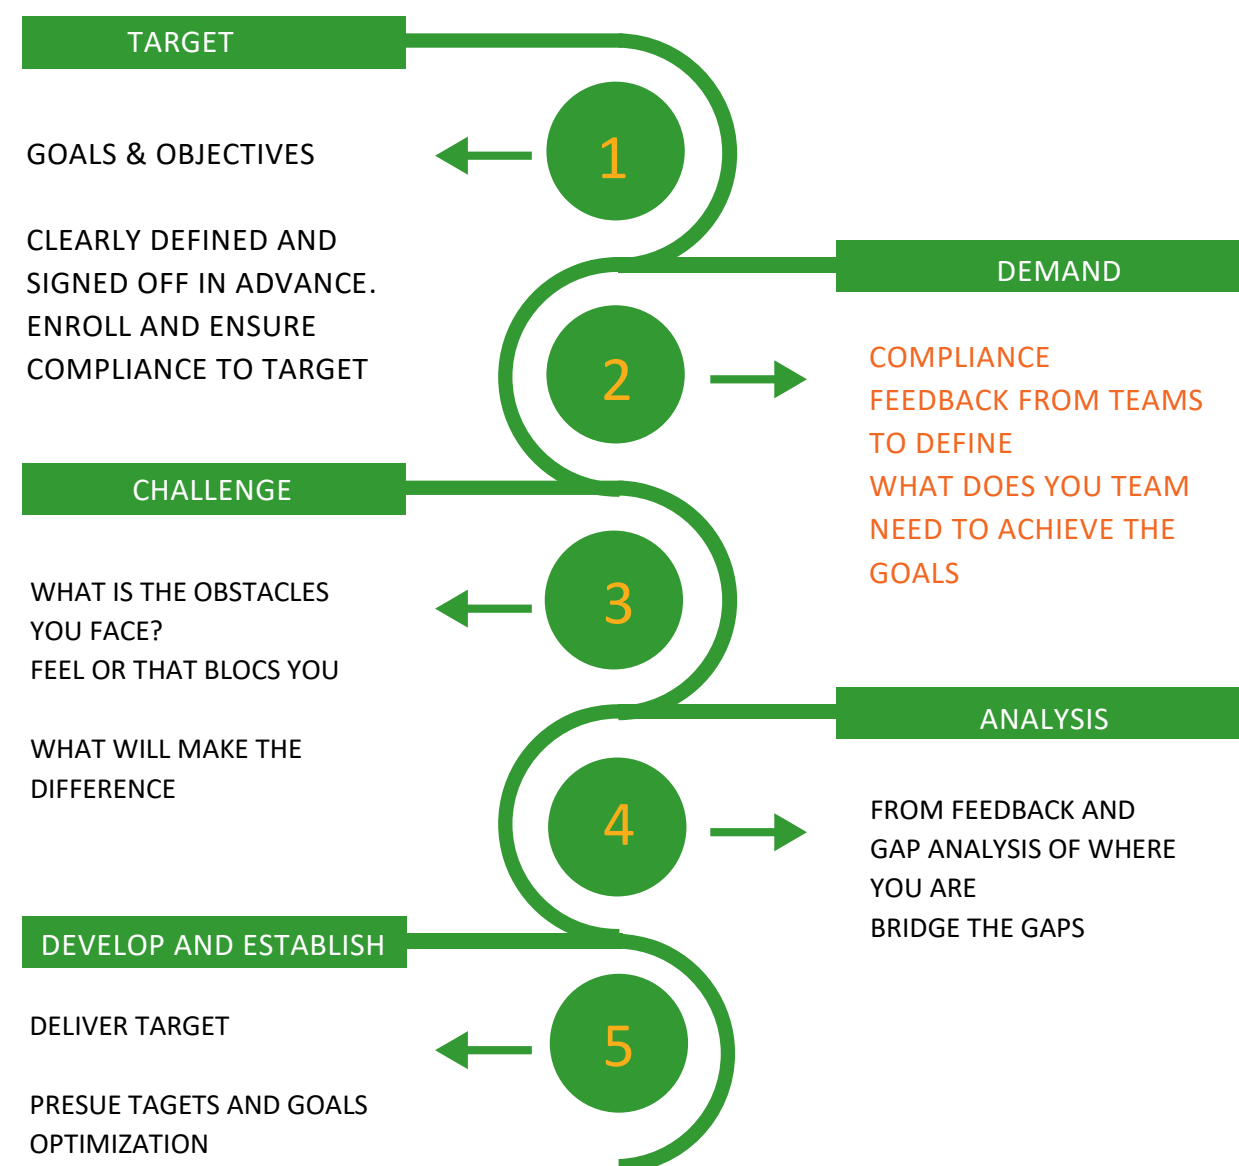 TARGET
1
GOALS & OBJECTIVES
CLEARLY DEFINED AND
SIGNED OFF IN ADVANCE.
ENROLL AND ENSURE
COMPLIANCE TO TARGET
DEMAND
2
COMPLIANCE
FEEDBACK FROM TEAMS
TO DEFINE
WHAT DOES YOU TEAM
NEED TO ACHIEVE THE
GOALS
CHALLENGE
3
WHAT IS THE OBSTACLES
YOU FACE?
FEEL OR THAT BLOCS YOU
WHAT WILL MAKE THE
DIFFERENCE
ANALYSIS
4
FROM FEEDBACK AND
GAP ANALYSIS OF WHERE
YOU ARE
BRIDGE THE GAPS
DEVELOP AND ESTABLISH
5
DELIVER TARGET
PRESUE TAGETS AND GOALS
OPTIMIZATION